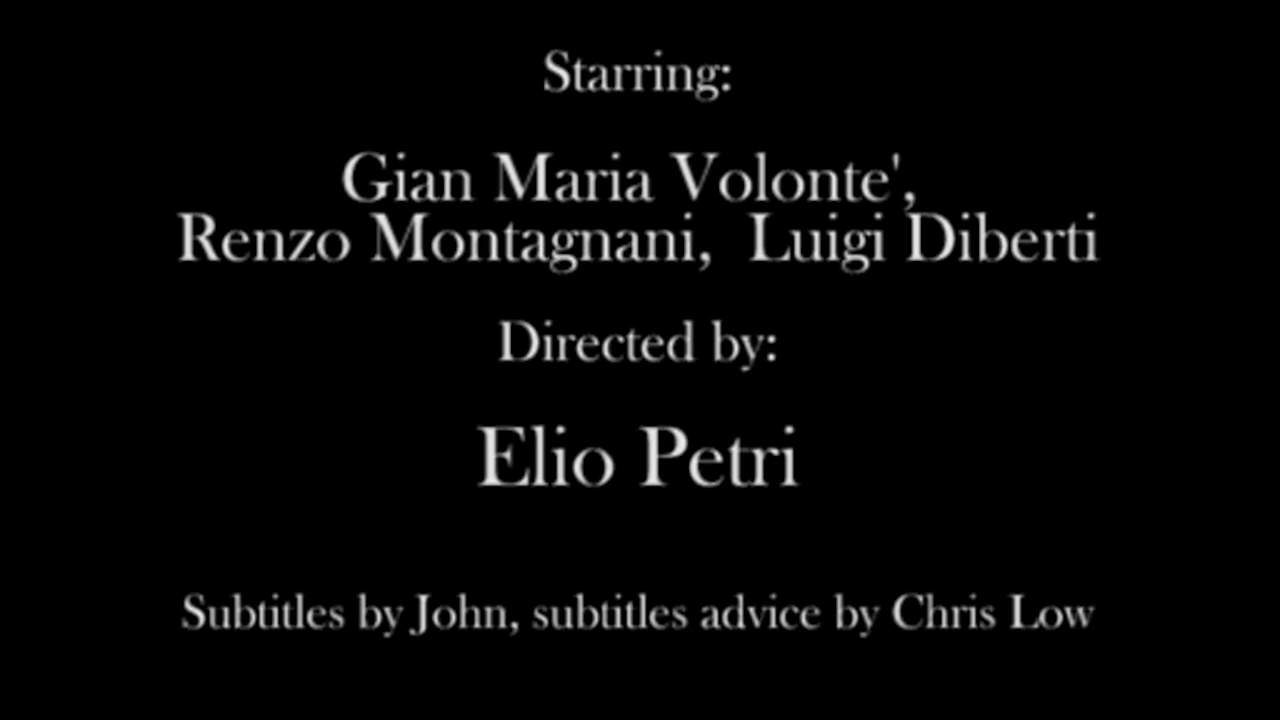 Starring:
Gian Maria Volonte',
Renzo Montagnani,  Luigi Diberti
Directed by:
Elio Petri
Subtitles by John, subtitles advice by Chris Low